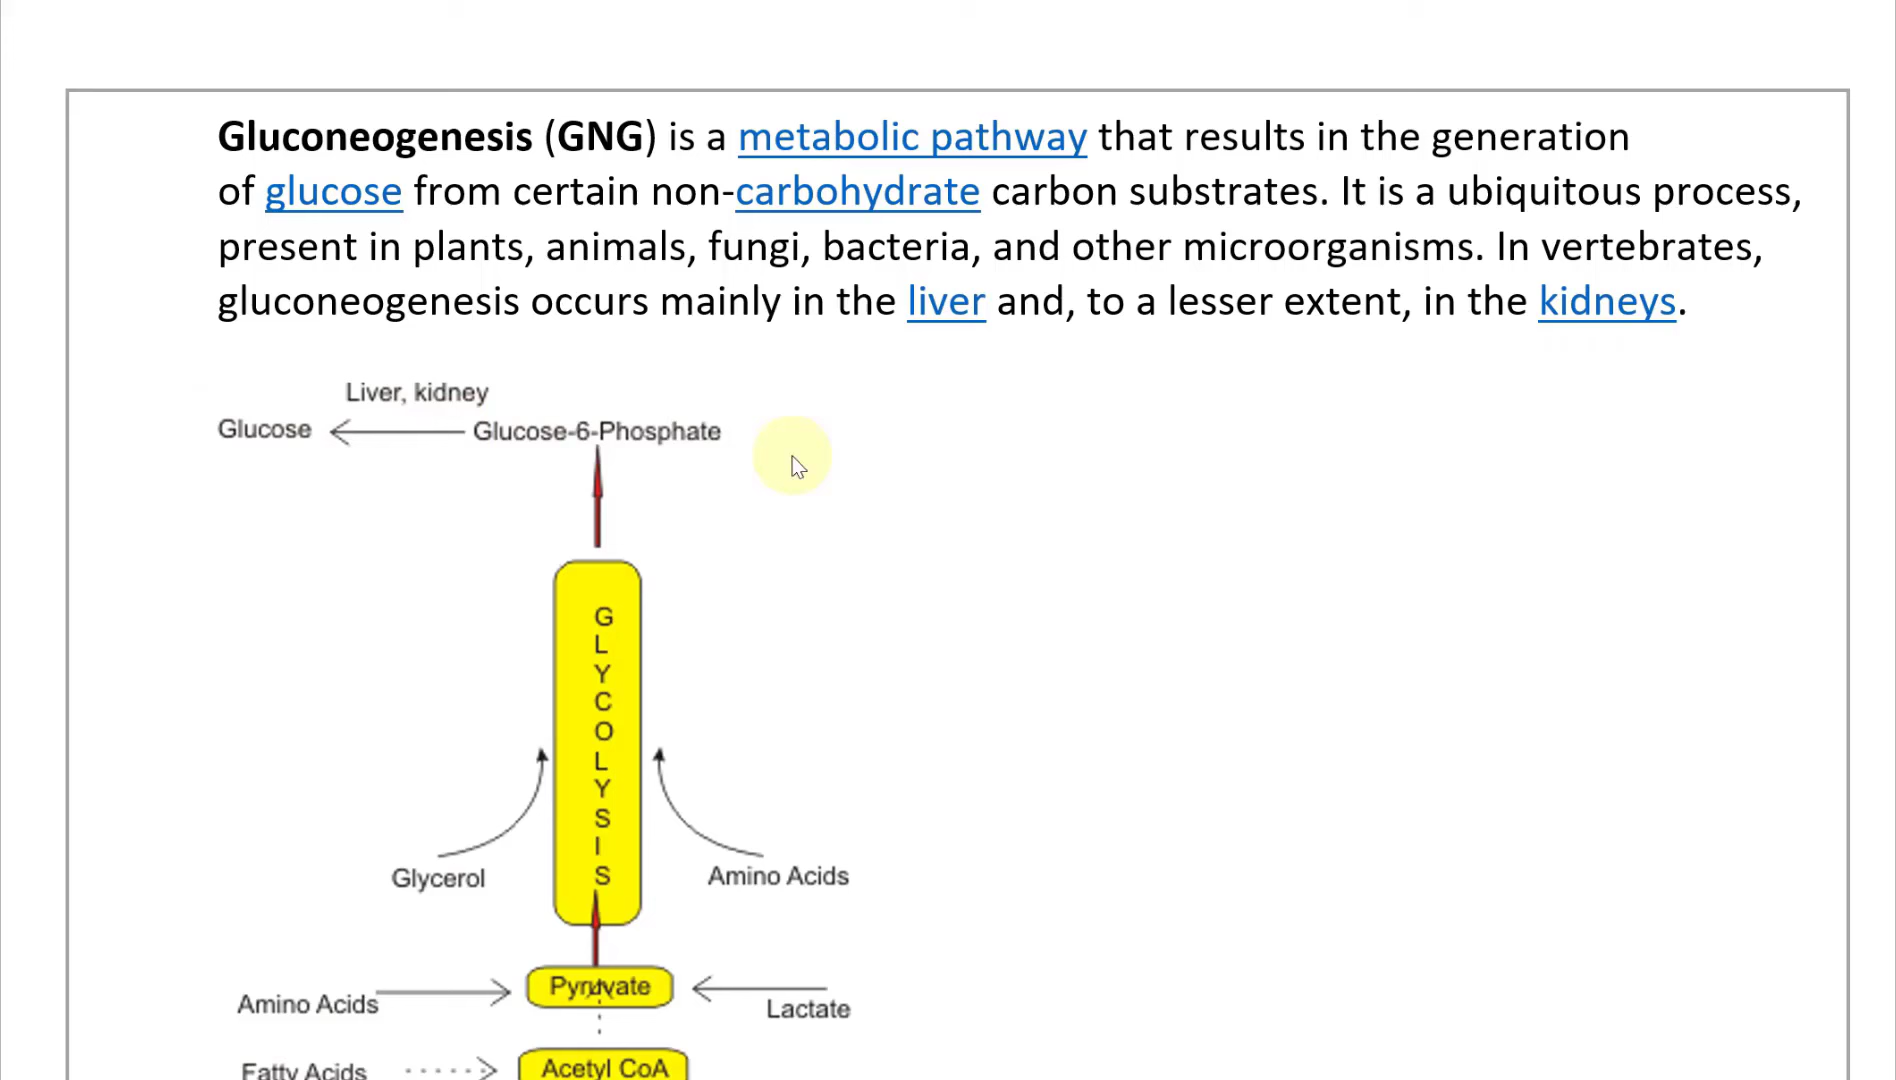 Gluconeogenesis (GNG) is a metabolic pathway that results in the generation
of glucose from certain non-carbohydrate carbon substrates. It is a ubiquitous process,
present in plants, animals, fungi, bacteria, and other microorganisms. In vertebrates,
gluconeogenesis occurs mainly in the liver and, to a lesser extent, in the kidneys.
Liver, kidney
Glucose
Glucose-6-Phosphate
GLYCOLYSIS
Glycerol
Amino Acids
Amino Acids
Pyruvate
Lactate
Fatty Acids
Acetyl CoA